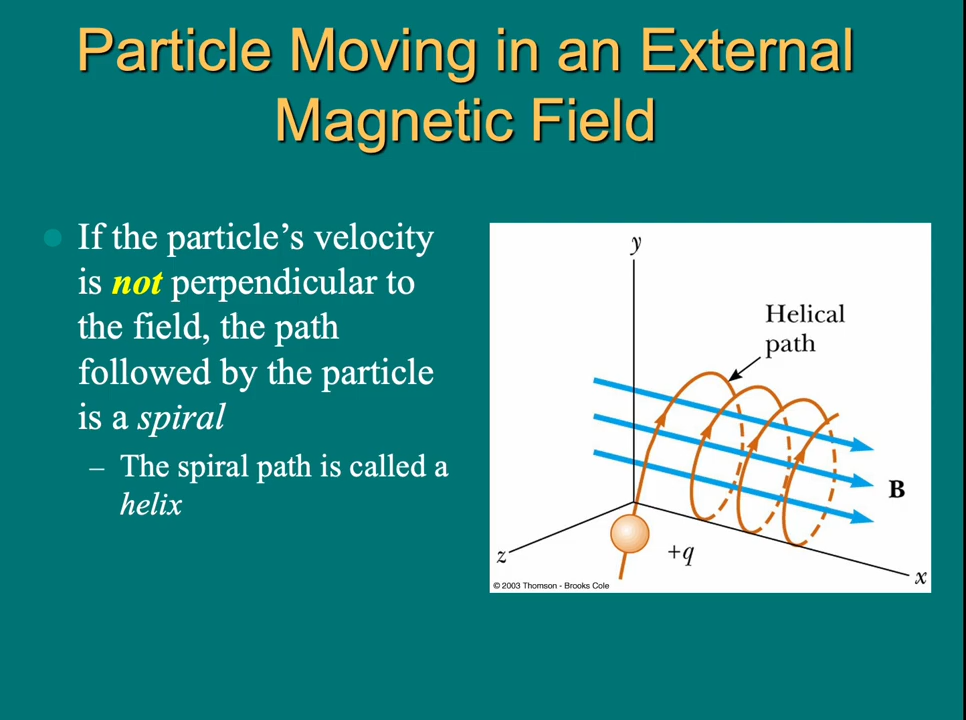 Particle Moving in an External
Magnetic Field
If the particle’s velocity
is not perpendicular to
the field, the path
followed by the particle
is a spiral
– The spiral path is called a
helix
y
Helical
path
B
z
+q
x
© 2003 Thomson - Brooks Cole